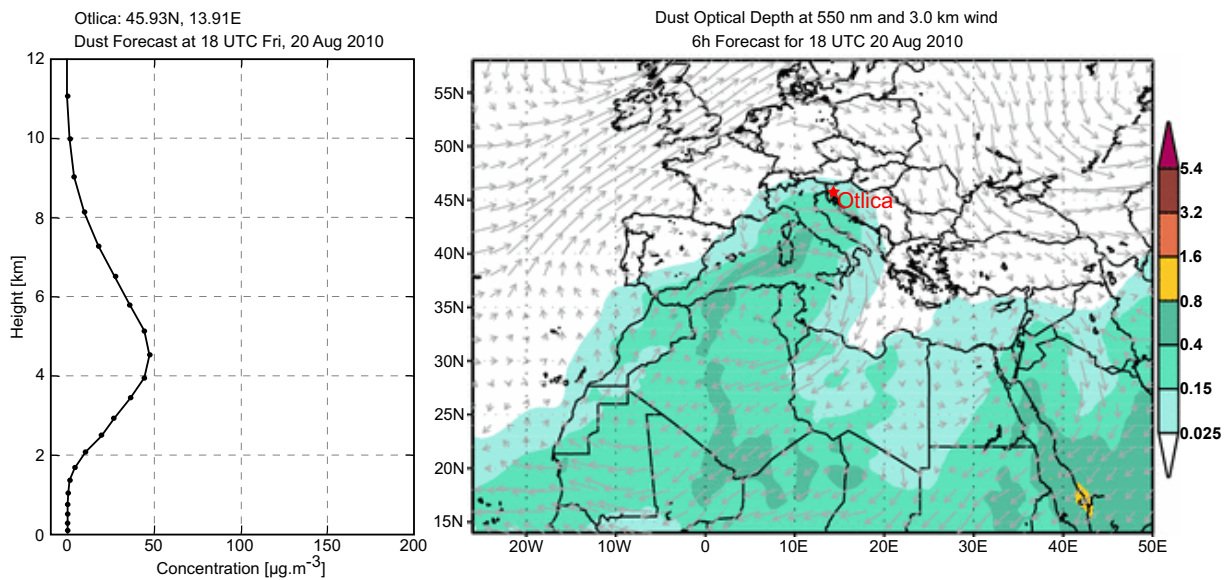 Otlica: 45.93N, 13.91E
Dust Forecast at 18 UTC Fri, 20 Aug 2010
12
10
8
6
4
2
0
Height [km]
0 50 100 150 200
Concentration [µg.m-3]
Dust Optical Depth at 550 nm and 3.0 km wind
6h Forecast for 18 UTC 20 Aug 2010
55N
50N
45N
40N
35N
30N
25N
20N
15N
Otlica
20W 10W 0 10E 20E 30E 40E 50E
5.4
3.2
1.6
0.8
0.4
0.15
0.025